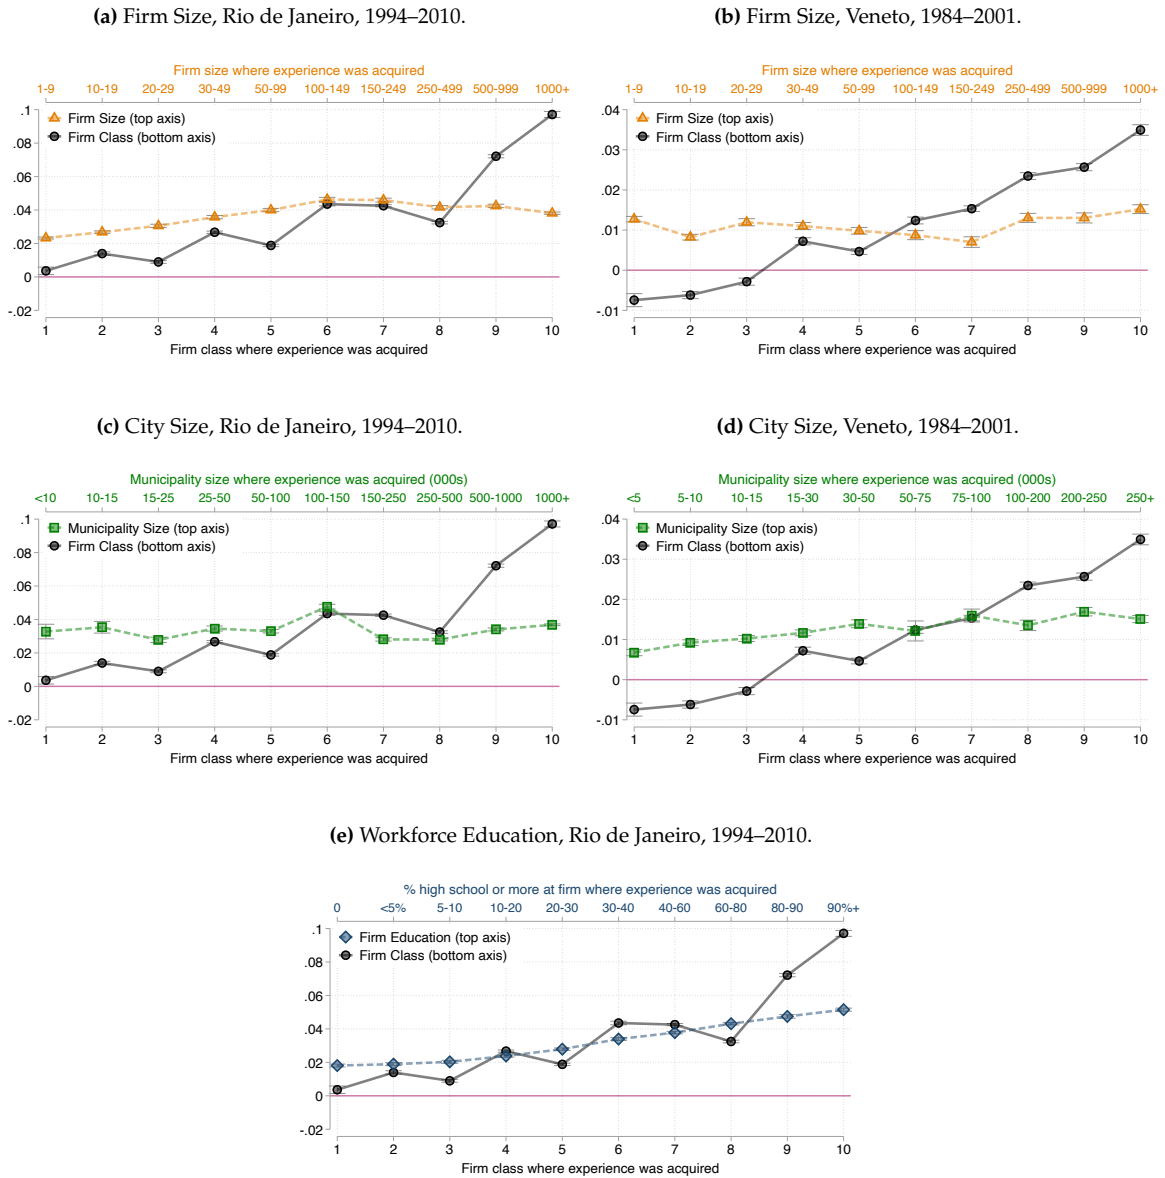 (a) Firm Size, Rio de Janeiro, 1994–2010.
Firm size where experience was acquired
1-9 10-19 20-29 30-49 50-99 100-149 150-249 250-499 500-999 1000+
Firm Size (top axis)
Firm Class (bottom axis)
.1
.08
.06
.04
.02
0
-.02
1 2 3 4 5 6 7 8 9 10
Firm class where experience was acquired
(b) Firm Size, Veneto, 1984–2001.
Firm size where experience was acquired
1-9 10-19 20-29 30-49 50-99 100-149 150-249 250-499 500-999 1000+
Firm Size (top axis)
Firm Class (bottom axis)
.04
.03
.02
.01
0
-.01
1 2 3 4 5 6 7 8 9 10
Firm class where experience was acquired
(c) City Size, Rio de Janeiro, 1994–2010.
Municipality size where experience was acquired (000s)
<10 10-15 15-25 25-50 50-100 100-150 150-250 250-500 500-1000 1000+
Municipality Size (top axis)
Firm Class (bottom axis)
.1
.08
.06
.04
.02
0
-.02
1 2 3 4 5 6 7 8 9 10
Firm class where experience was acquired
(d) City Size, Veneto, 1984–2001.
Municipality size where experience was acquired (000s)
<5 5-10 10-15 15-30 30-50 50-75 75-100 100-200 200-250 250+
Municipality Size (top axis)
Firm Class (bottom axis)
.04
.03
.02
.01
0
-.01
1 2 3 4 5 6 7 8 9 10
Firm class where experience was acquired
(e) Workforce Education, Rio de Janeiro, 1994–2010.
% high school or more at firm where experience was acquired
0 <5% 5-10 10-20 20-30 30-40 40-60 60-80 80-90 90%+
Firm Education (top axis)
Firm Class (bottom axis)
.1
.08
.06
.04
.02
0
-.02
1 2 3 4 5 6 7 8 9 10
Firm class where experience was acquired